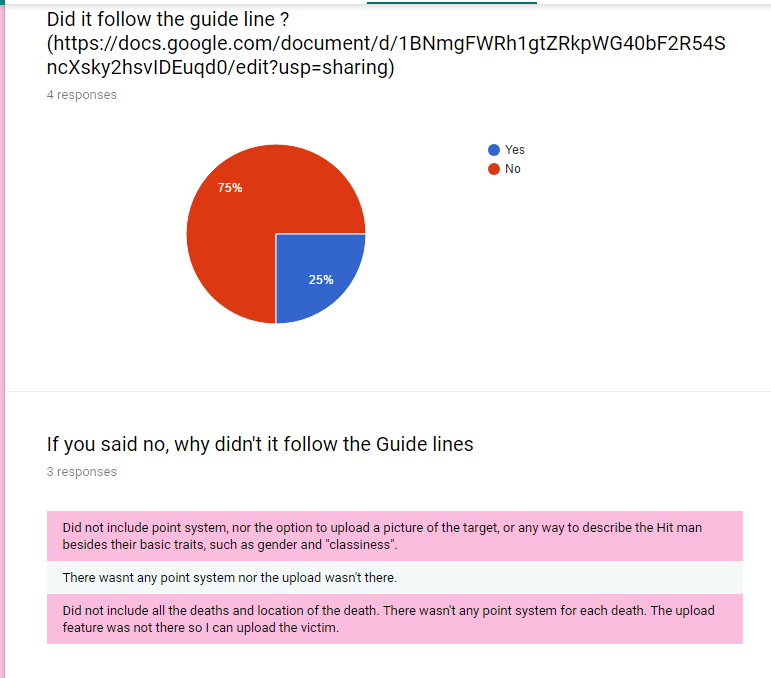 Did it follow the guide line ?
(https://docs.google.com/document/d/1BNmgFWRh1gtZRkpWG40bF2R54S
ncXsky2hsvIDEuqd0/edit?usp=sharing)
4 responses
Yes
No
75%
25%
If you said no, why didn't it follow the Guide lines
3 responses
Did not include point system, nor the option to upload a picture of the target, or any way to describe the Hit man
besides their basic traits, such as gender and "classiness".
There wasnt any point system nor the upload wasn't there.
Did not include all the deaths and location of the death. There wasn't any point system for each death. The upload
feature was not there so I can upload the victim.